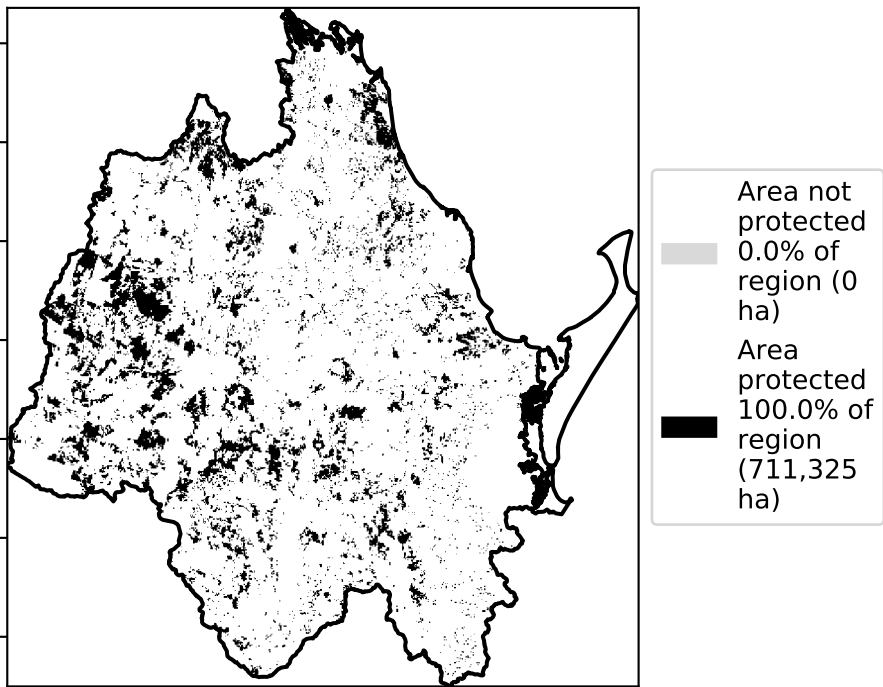 Area not
protected
0.0% of
region (0
ha)
Area
protected
100.0% of
region
(711,325
ha)